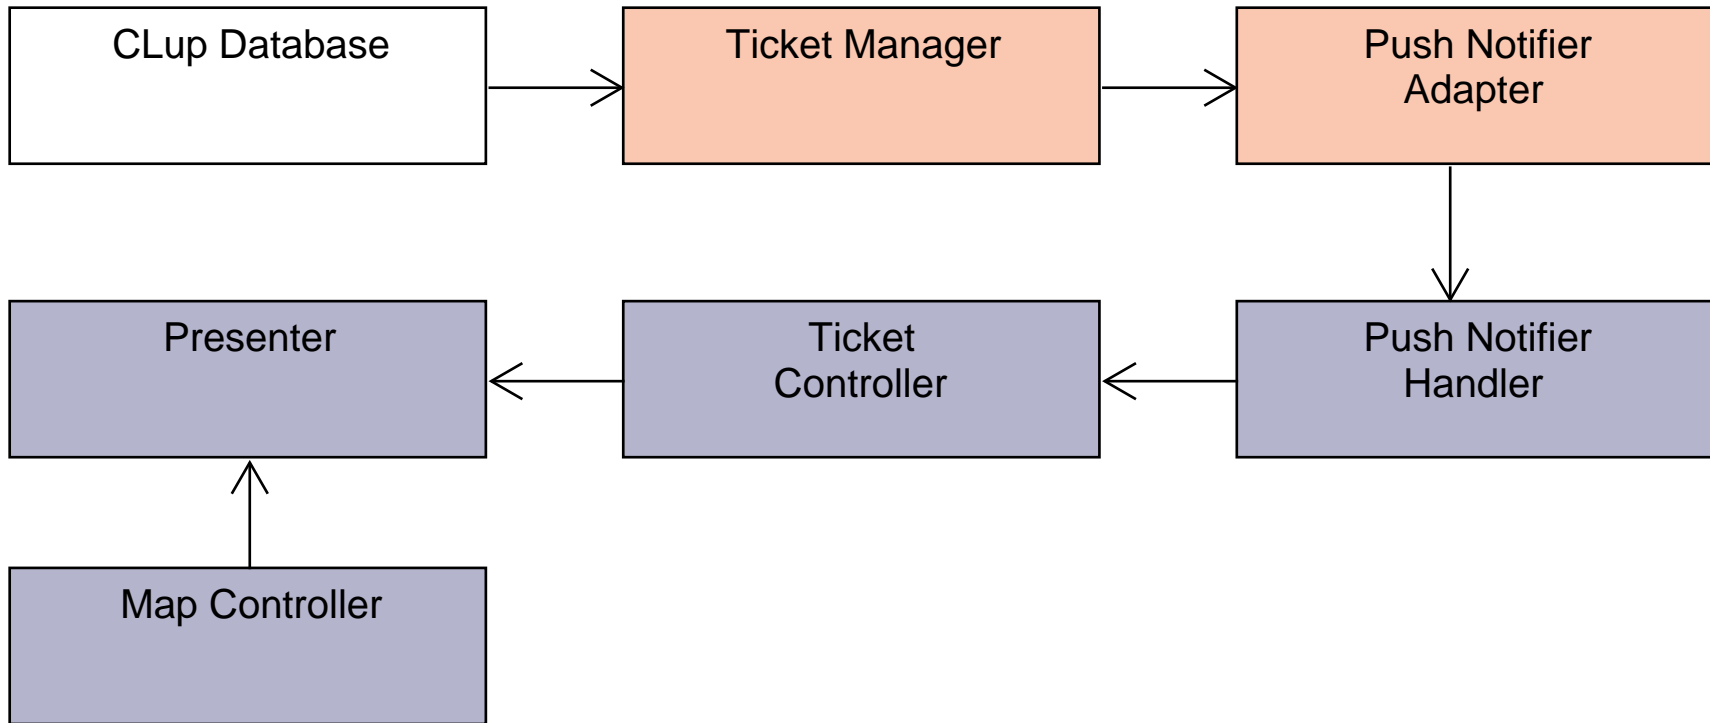 CLup Database
Ticket Manager
Push Notifier
Adapter
Presenter
Ticket
Controller
Push Notifier
Handler
Map Controller